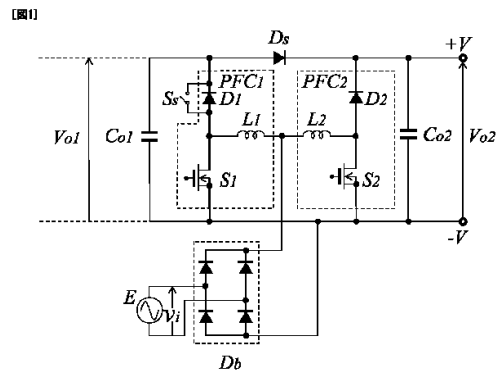 [図1]
Ds
+V
PFC1
PFC2
Ss
D1
D2
L1
L2
Vo1
Co1
Co2
Vo2
S1
S2
-V
E
vi
Db